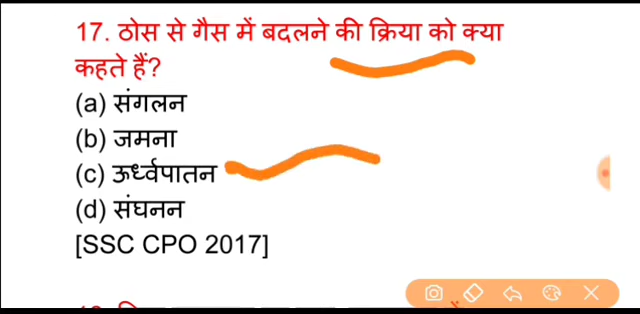 17. ठोस से गैस में बदलने की क्रिया को क्या
कहते हैं?
(a) संगलन
(b) जमना
(c) ऊर्ध्वपातन
(d) संघनन
[SSC CPO 2017]